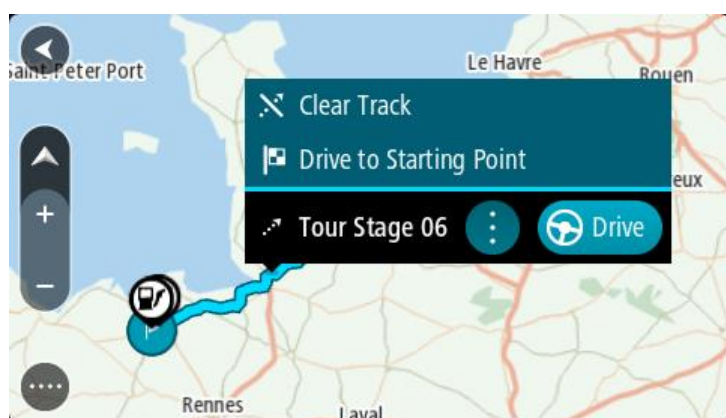 Saint-Peter Port
Le Havre
Rouen
Clear Track
Drive to Starting Point
eux
Tour Stage 06
Drive
Rennes
Laval